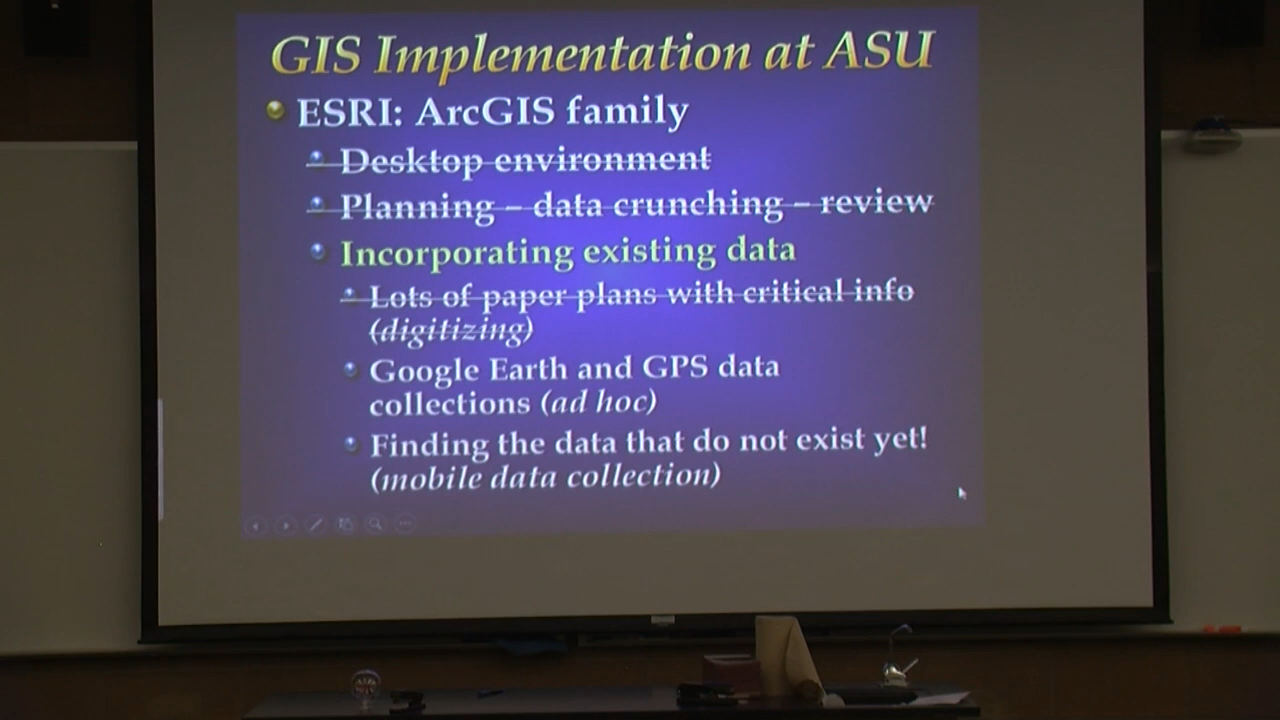 GIS Implementation at ASU
ESRI: ArcGIS family
Desktop environment
Planning – data crunching – review
Incorporating existing data
Lots of paper plans with critical info
(digitizing)
Google Earth and GPS data
collections (ad hoc)
Finding the data that do not exist yet!
(mobile data collection)